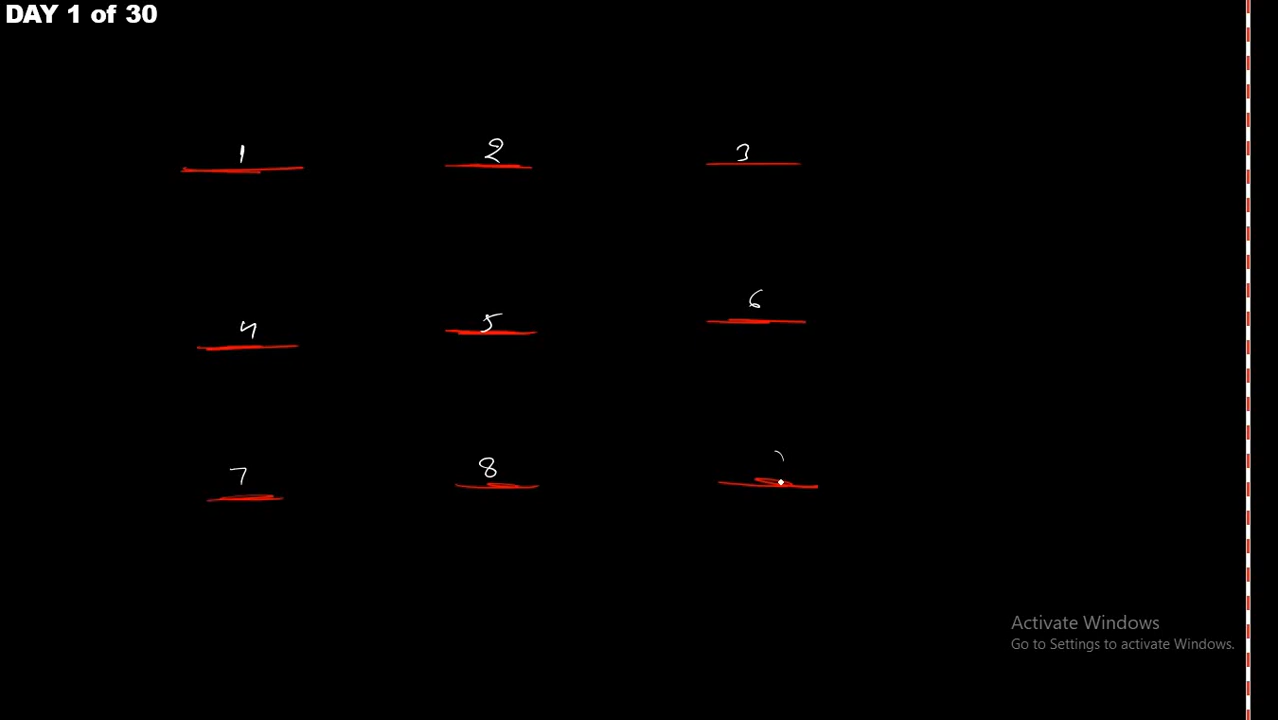 DAY 1 of 30
1 2 3
4 5 6
7 8
Activate Windows
Go to Settings to activate Windows.